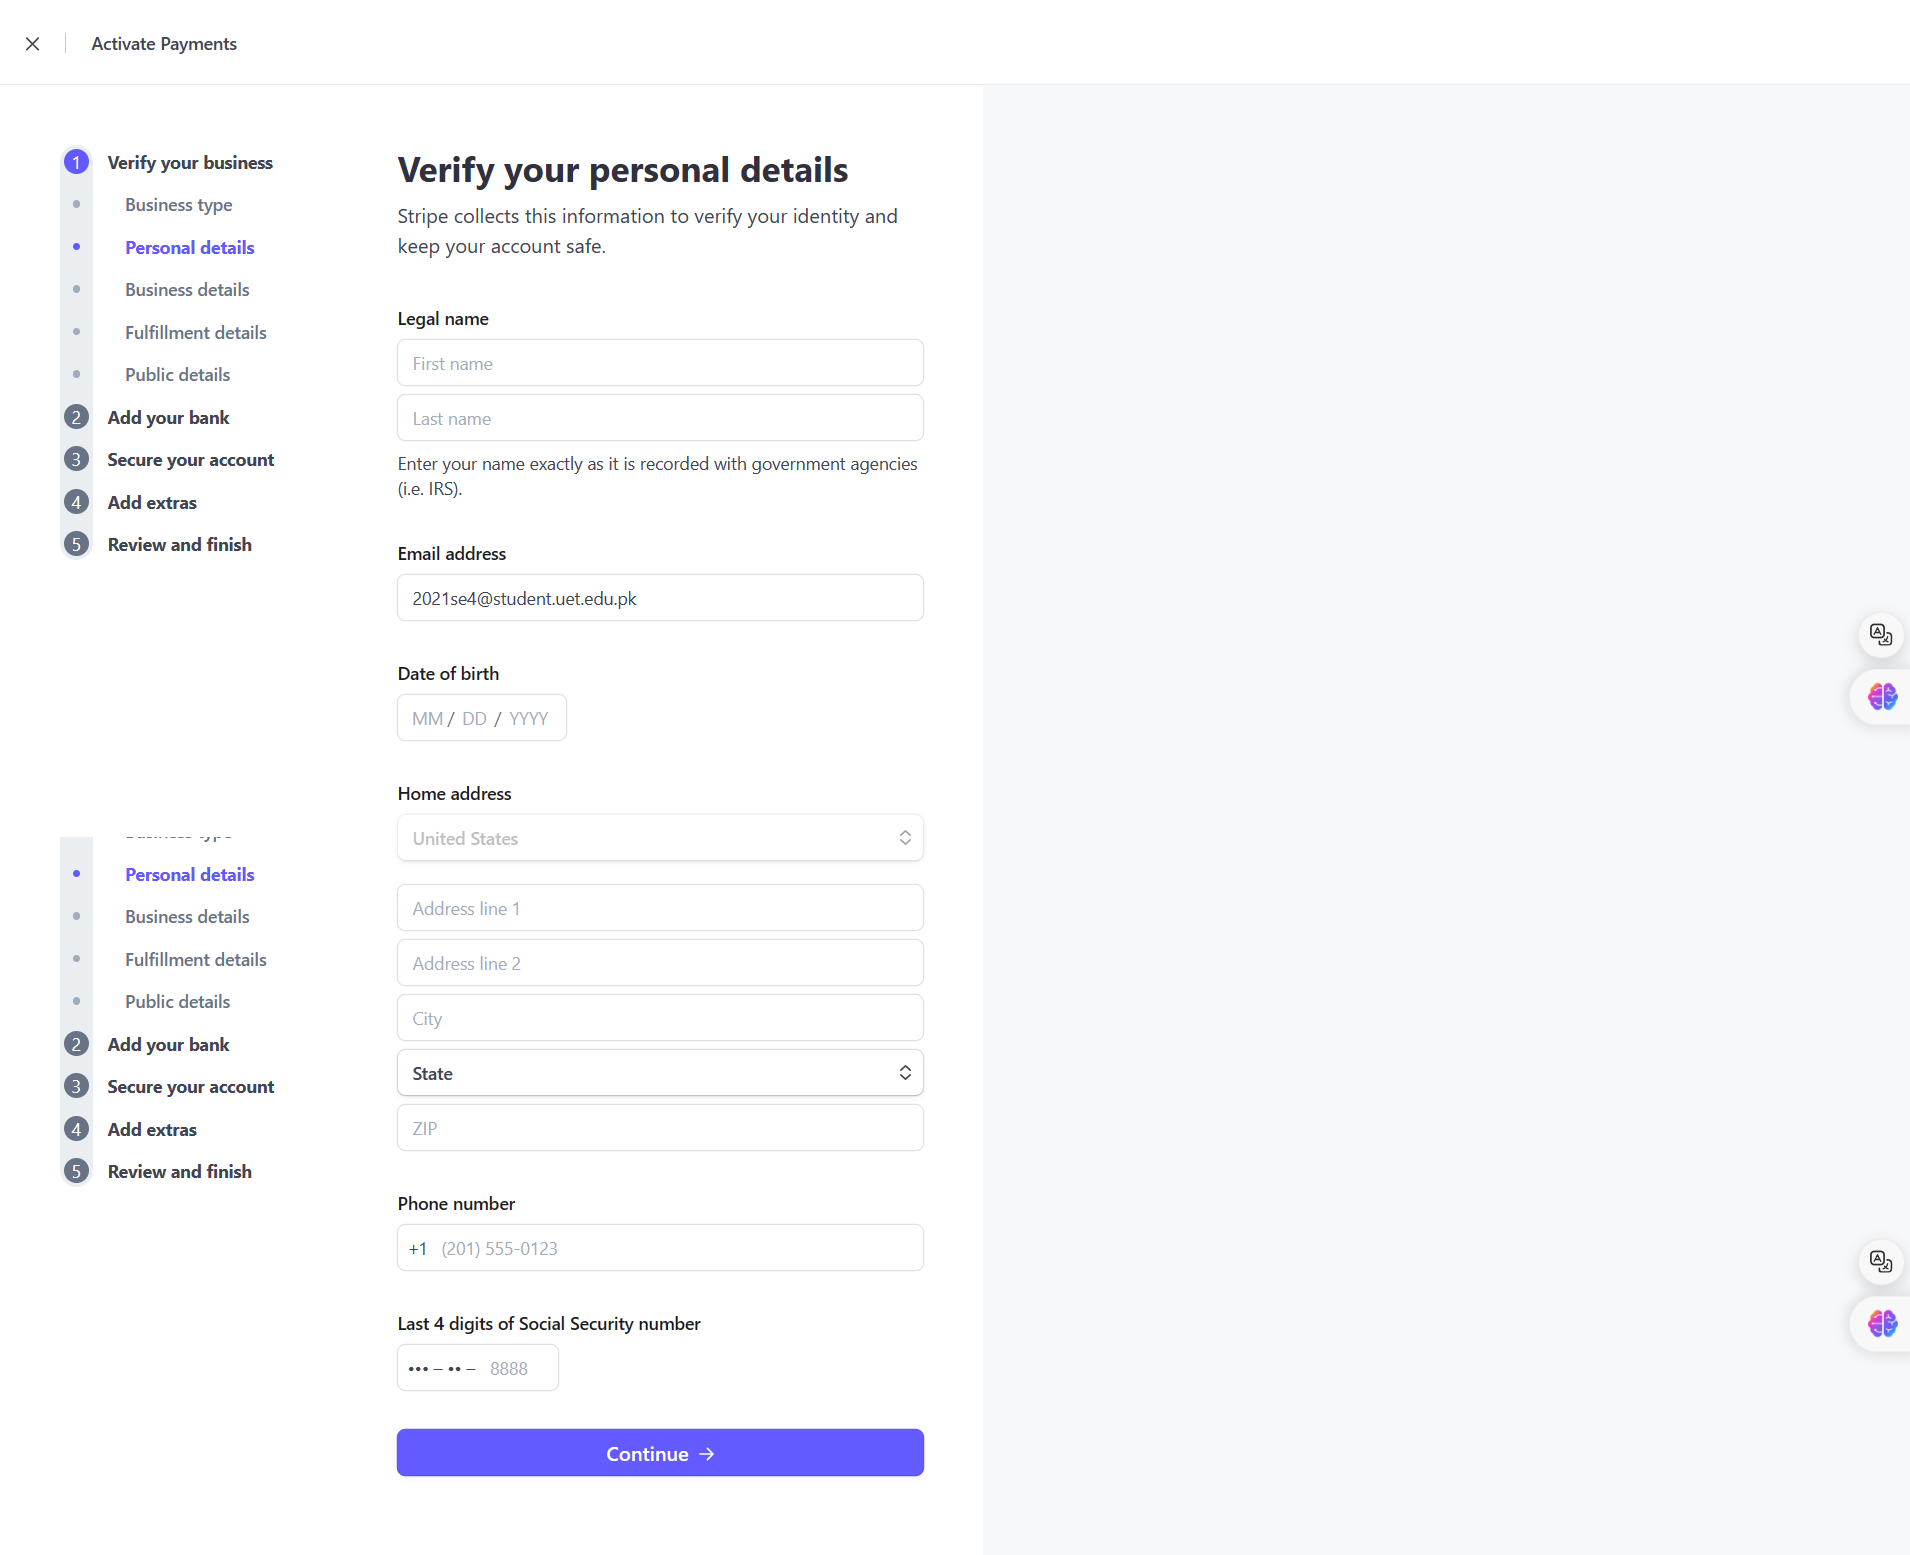 Activate Payments
1 Verify your business
Business type
Personal details
Business details
Fulfillment details
Public details
2 Add your bank
3 Secure your account
4 Add extras
5 Review and finish
Verify your personal details
Stripe collects this information to verify your identity and
keep your account safe.
Legal name
First name
Last name
Enter your name exactly as it is recorded with government agencies
(i.e. IRS).
Email address
2021se4@student.uet.edu.pk
Date of birth
MM / DD / YYYY
Home address
United States
Address line 1
Address line 2
City
State
ZIP
Phone number
+1 (201) 555-0123
Last 4 digits of Social Security number
••• – •• – 8888
Continue →
Personal details
Business details
Fulfillment details
Public details
2 Add your bank
3 Secure your account
4 Add extras
5 Review and finish